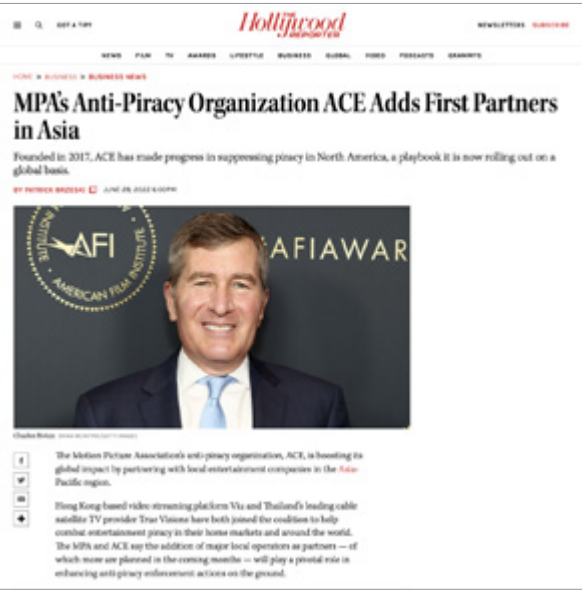 GOT A TIP?
The Hollywood REPORTER
NEWSLETTERS SUBSCRIBE
NEWS FILM TV AWARDS LIFESTYLE BUSINESS GLOBAL VIDEO PODCASTS GRAMMYS
HOME > BUSINESS > BUSINESS NEWS
MPA's Anti-Piracy Organization ACE Adds First Partners
in Asia
Founded in 2017, ACE has made progress in suppressing piracy in North America, a playbook it is now rolling out on a
global basis.
BY PATRICK BRZESKI JUNE 28, 2022 6:00PM
AFI
AMERICAN FILM INSTITUTE
INSTITUTE
AFI AWAR
Charles Rivkin
The Motion Picture Association's anti-piracy organization, ACE, is boosting its
global impact by partnering with local entertainment companies in the Asia-
Pacific region.
Hong Kong-based video streaming platform Viu and Thailand's leading cable
satellite TV provider True Visions have both joined the coalition to help
combat entertainment piracy in their home markets and around the world.
The MPA and ACE say the addition of major local operators as partners — of
which more are planned in the coming months — will play a pivotal role in
enhancing anti-piracy enforcement actions on the ground.